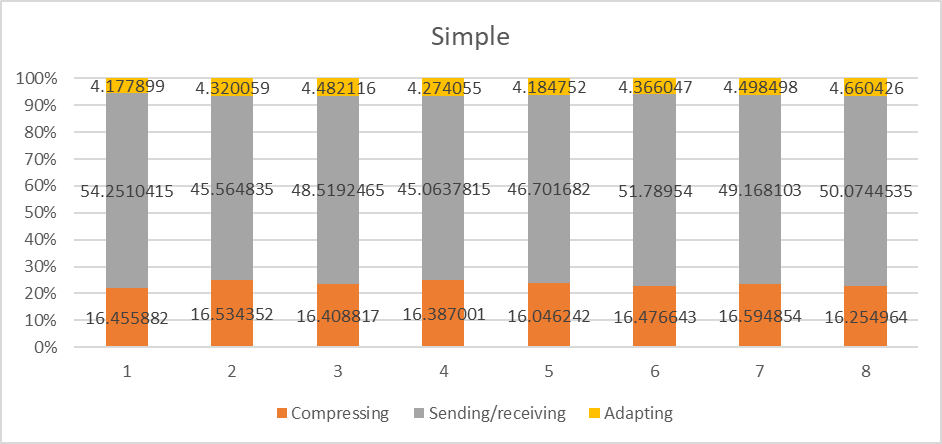 Simple
100%
90%
80%
70%
60%
50%
40%
30%
20%
10%
0%
4.177899 4.320059 4.482116 4.274055 4.184752 4.366047 4.498498 4.660426
54.2510415 45.564835 48.5192465 45.0637815 46.701682 51.78954 49.168103 50.0744535
16.455882 16.534352 16.408817 16.387001 16.046242 16.476643 16.594854 16.254964
1 2 3 4 5 6 7 8
Compressing Sending/receiving Adapting